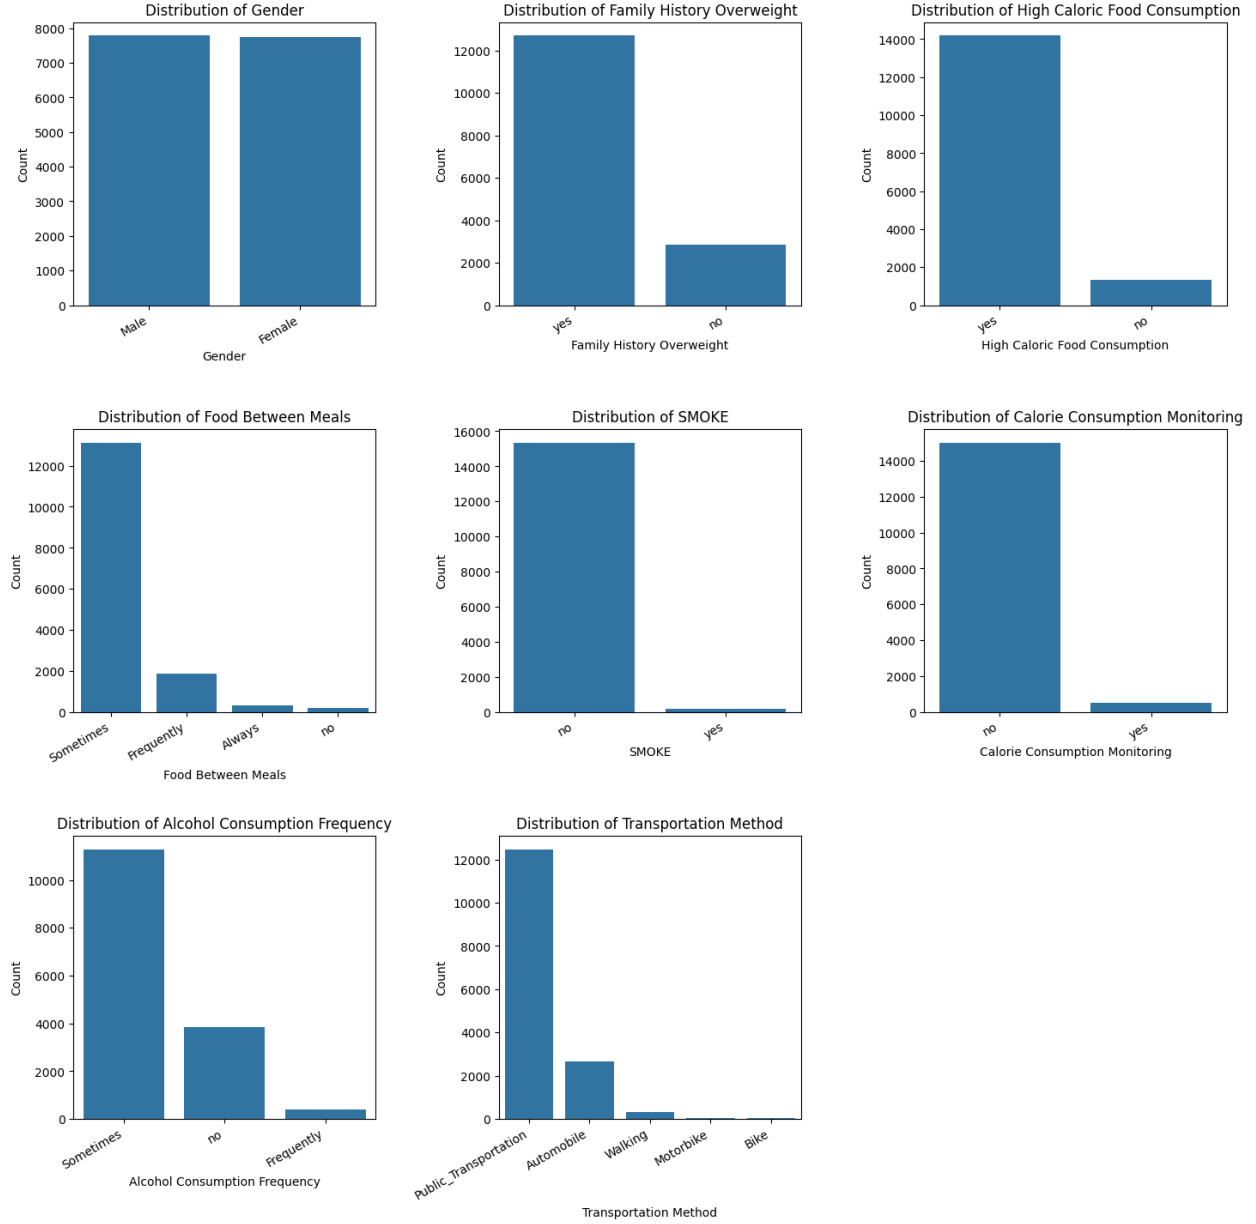 Distribution of Gender
8000
7000
6000
5000
4000
3000
2000
1000
0
Count
Male
Female
Gender
Distribution of Family History Overweight
12000
10000
8000
6000
4000
2000
0
Count
yes
no
Family History Overweight
Distribution of High Caloric Food Consumption
14000
12000
10000
8000
6000
4000
2000
0
Count
yes
no
High Caloric Food Consumption
Distribution of Food Between Meals
12000
10000
8000
6000
4000
2000
0
Count
Sometimes
Frequently
Always
no
Food Between Meals
Distribution of SMOKE
16000
14000
12000
10000
8000
6000
4000
2000
0
Count
no
yes
SMOKE
Distribution of Calorie Consumption Monitoring
14000
12000
10000
8000
6000
4000
2000
0
Count
no
yes
Calorie Consumption Monitoring
Distribution of Alcohol Consumption Frequency
10000
8000
6000
4000
2000
0
Count
Sometimes
no
Frequently
Alcohol Consumption Frequency
Distribution of Transportation Method
12000
10000
8000
6000
4000
2000
0
Count
Public_Transportation
Automobile
Walking
Motorbike
Bike
Transportation Method